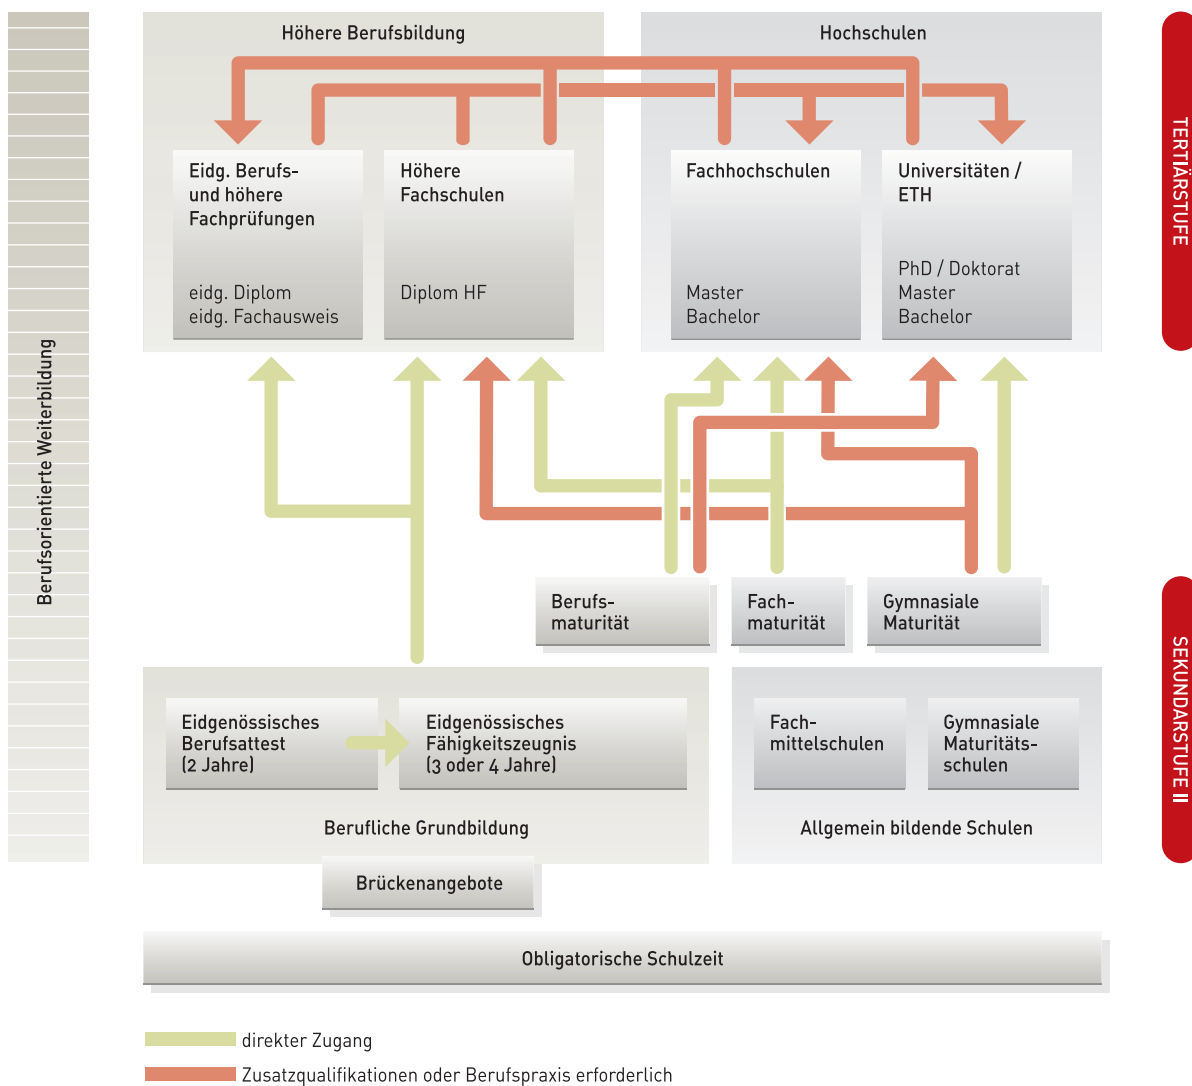 Höhere Berufsbildung
Hochschulen
Eidg. Berufs-
und höhere
Fachprüfungen
eidg. Diplom
eidg. Fachausweis
Höhere
Fachschulen
Diplom HF
Fachhochschulen
Master
Bachelor
Universitäten /
ETH
PhD / Doktorat
Master
Bachelor
TERTIÄRSTUFE
Berufsorientierte Weiterbildung
Berufs-
maturität
Fach-
maturität
Gymnasiale
Maturität
Eidgenössisches
Berufsattest
(2 Jahre)
Eidgenössisches
Fähigkeitszeugnis
(3 oder 4 Jahre)
Berufliche Grundbildung
Fach-
mittelschulen
Gymnasiale
Maturitäts-
schulen
Allgemein bildende Schulen
SEKUNDARSTUFE II
Brückenangebote
Obligatorische Schulzeit
direkter Zugang
Zusatzqualifikationen oder Berufspraxis erforderlich